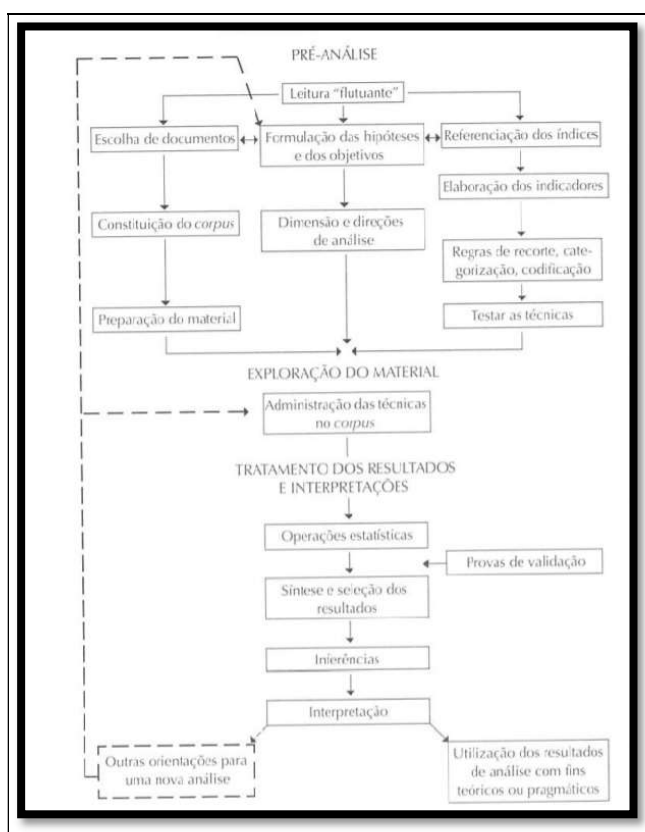 PRÉ-ANÁLISE
Leitura "flutuante"
Escolha de documentos
Formulação das hipóteses
e dos objetivos
Referenciação dos índices
Elaboração dos indicadores
Constituição do corpus
Dimensão e direções
de análise
Regras de recorte, cate-
gorização, codificação
Preparação do material
Testar as técnicas
EXPLORAÇÃO DO MATERIAL
Administração das técnicas
no corpus
TRATAMENTO DOS RESULTADOS
E INTERPRETAÇÕES
Operações estatísticas
Provas de validação
Síntese e seleção dos
resultados
Inferências
Interpretação
Outras orientações para
uma nova análise
Utilização dos resultados
de análise com fins
teóricos ou pragmáticos